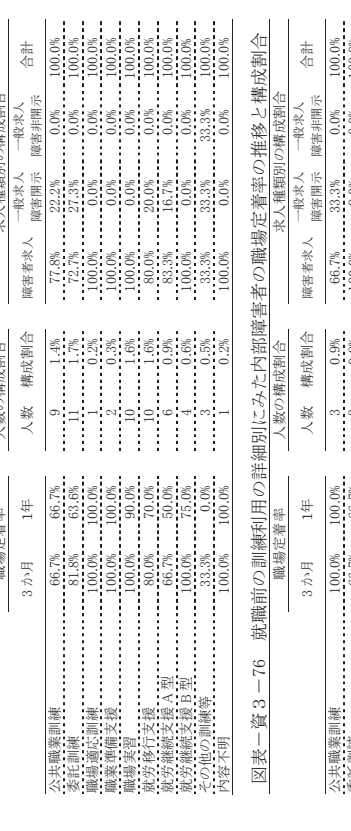 職場定着率 人数の構成割合 求人種類別の構成割合
3か月 1年 人数 構成割合 障害者求人 一般求人 障害開示 一般求人 障害非開示 合計
公共職業訓練 66.7% 66.7% 9 1.4% 77.8% 22.2% 0.0% 100.0%
委託訓練 81.8% 63.6% 11 1.7% 72.7% 27.3% 0.0% 100.0%
職場適応訓練 100.0% 100.0% 1 0.2% 100.0% 0.0% 0.0% 100.0%
職業準備支援 100.0% 100.0% 2 0.3% 100.0% 0.0% 0.0% 100.0%
職場実習 100.0% 90.0% 10 1.6% 100.0% 0.0% 0.0% 100.0%
就労移行支援 80.0% 70.0% 10 1.6% 80.0% 20.0% 0.0% 100.0%
就労継続支援A型 66.7% 50.0% 6 0.9% 83.3% 16.7% 0.0% 100.0%
就労継続支援B型 100.0% 75.0% 4 0.6% 100.0% 0.0% 0.0% 100.0%
その他の訓練等 33.3% 0.0% 3 0.5% 33.3% 33.3% 33.3% 100.0%
内容不明 100.0% 100.0% 1 0.2% 100.0% 0.0% 0.0% 100.0%
図表－資3－76 就職前の訓練利用の詳細別にみた内部障害者の職場定着率の推移と構成割合
職場定着率 人数の構成割合 求人種類別の構成割合
3か月 1年 人数 構成割合 障害者求人 一般求人 障害開示 一般求人 障害非開示 合計
公共職業訓練 100.0% 100.0% 3 0.9% 66.7% 33.3% 0.0% 100.0%